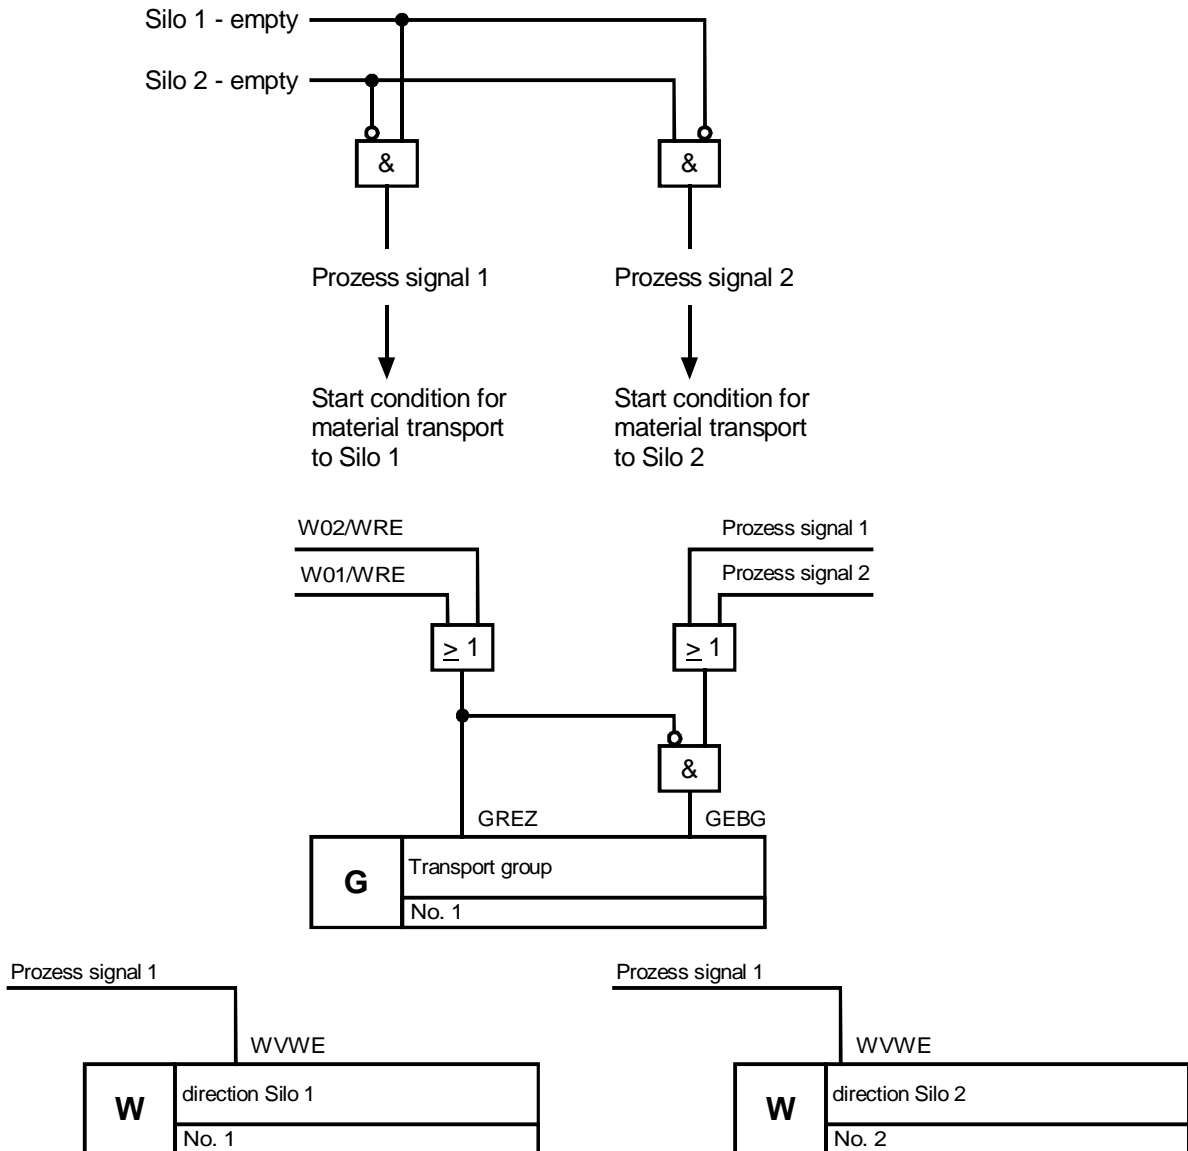 Silo 1 - empty
Silo 2 - empty
&
&
Prozess signal 1
Prozess signal 2
Start condition for
material transport
to Silo 1
Start condition for
material transport
to Silo 2
W02/WRE
Prozess signal 1
W01/WRE
Prozess signal 2
≥ 1
≥ 1
&
GREZ
GEBG
G
Transport group
No. 1
Prozess signal 1
Prozess signal 1
WVWE
WVWE
W
direction Silo 1
No. 1
W
direction Silo 2
No. 2